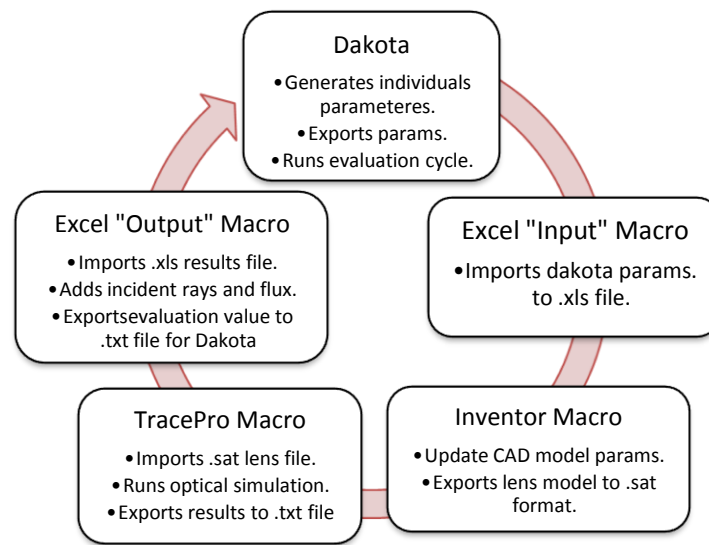 Dakota
•Generates individuals
parameteres.
•Exports params.
•Runs evaluation cycle.
Excel "Input" Macro
•Imports dakota params.
to .xls file.
Inventor Macro
• Update CAD model params.
• Exports lens model to .sat
format.
TracePro Macro
•Imports .sat lens file.
•Runs optical simulation.
•Exports results to .txt file
Excel "Output" Macro
•Imports .xls results file.
•Adds incident rays and flux.
•Exportsevaluation value to
.txt file for Dakota